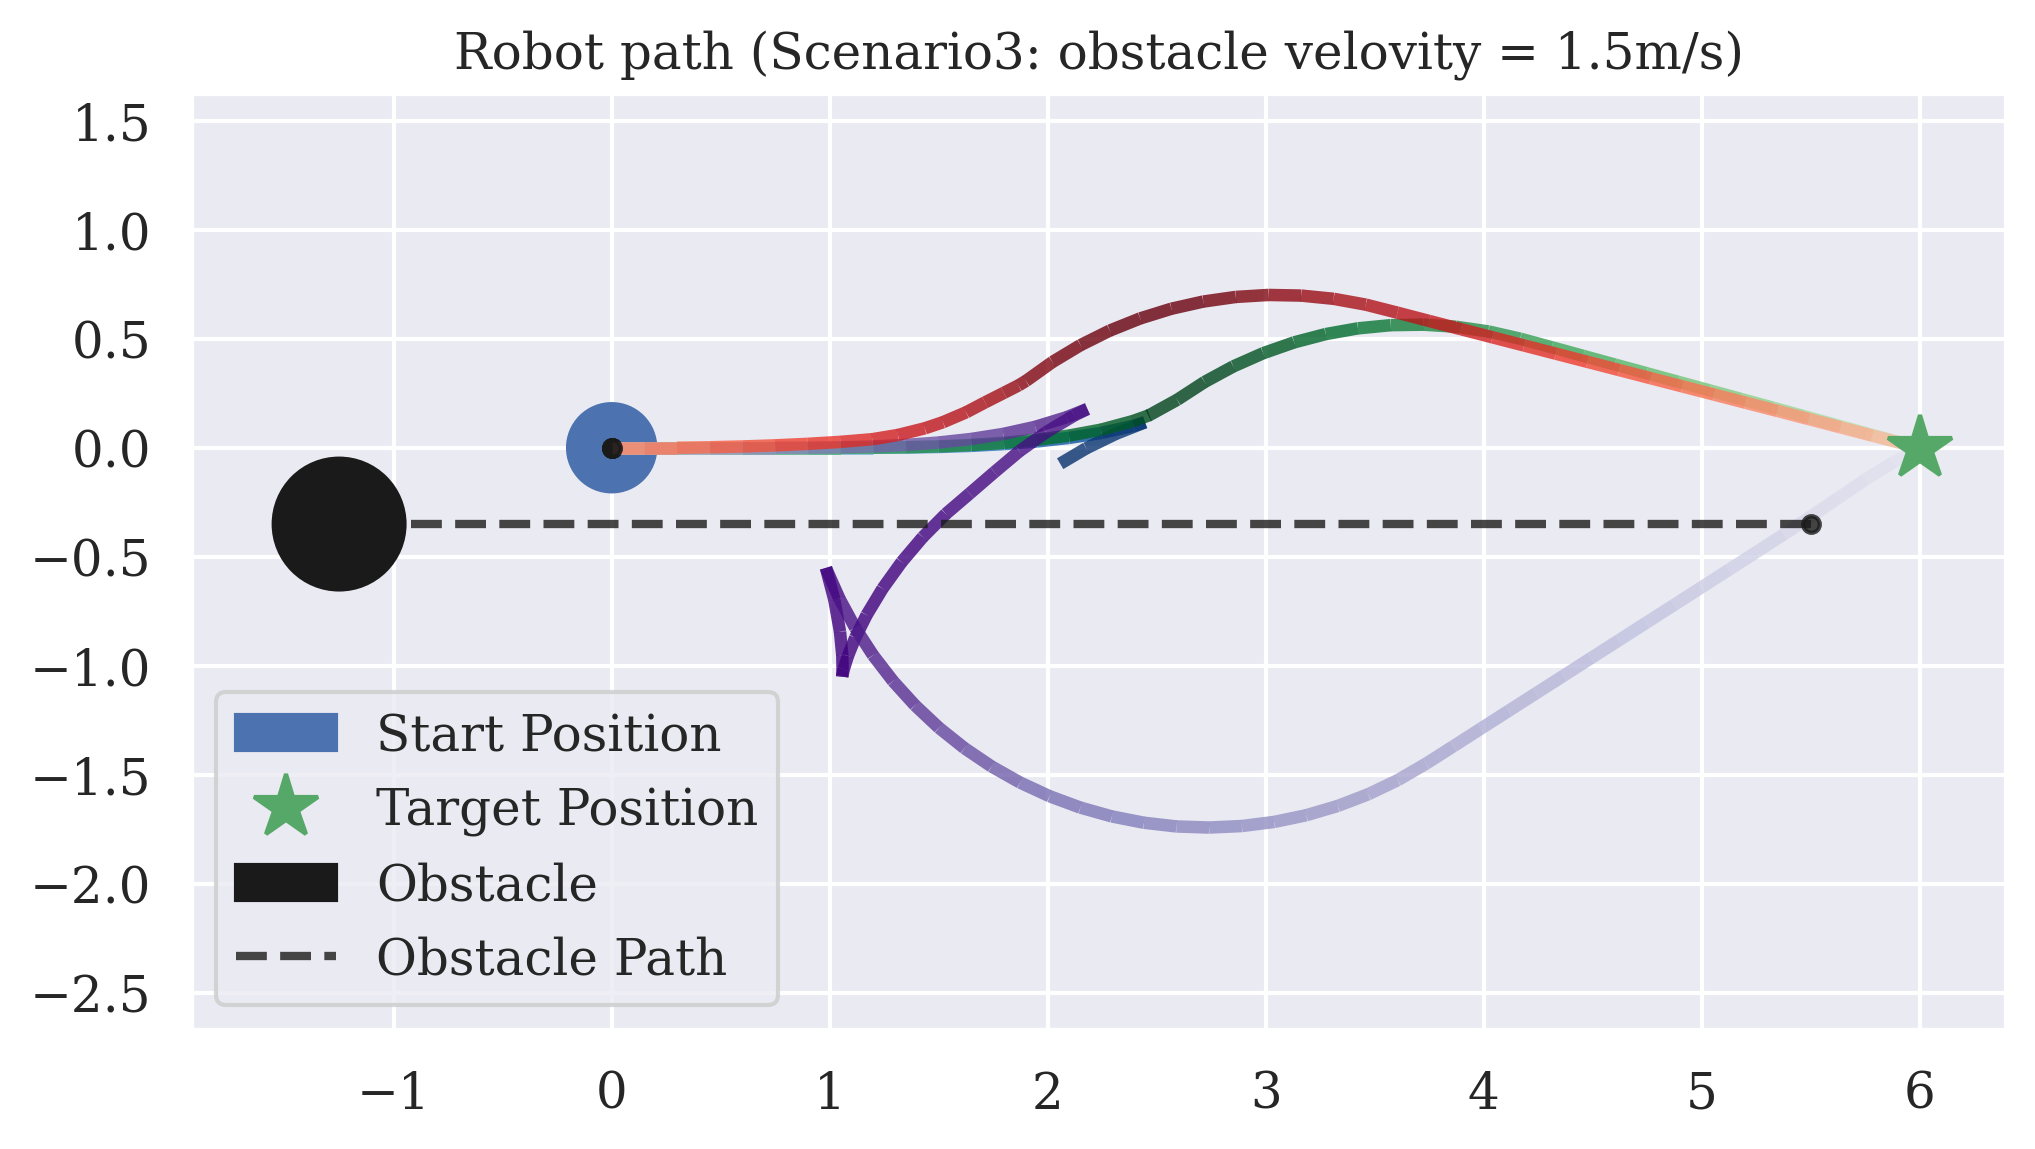 Robot path (Scenario3: obstacle velovity = 1.5m/s)
1.5
1.0
0.5
0.0
−0.5
−1.0
−1.5
−2.0
−2.5
Start Position
Target Position
Obstacle
Obstacle Path
−1 0 1 2 3 4 5 6